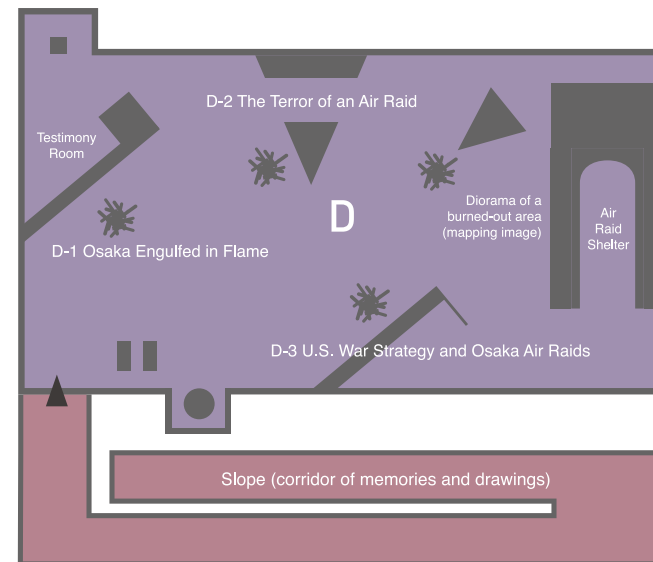 D-2 The Terror of an Air Raid
Testimony
Room
D
Diorama of a
burned-out area
(mapping image)
Air
Raid
Shelter
D-1 Osaka Engulfed in Flame
D-3 U.S. War Strategy and Osaka Air Raids
Slope (corridor of memories and drawings)